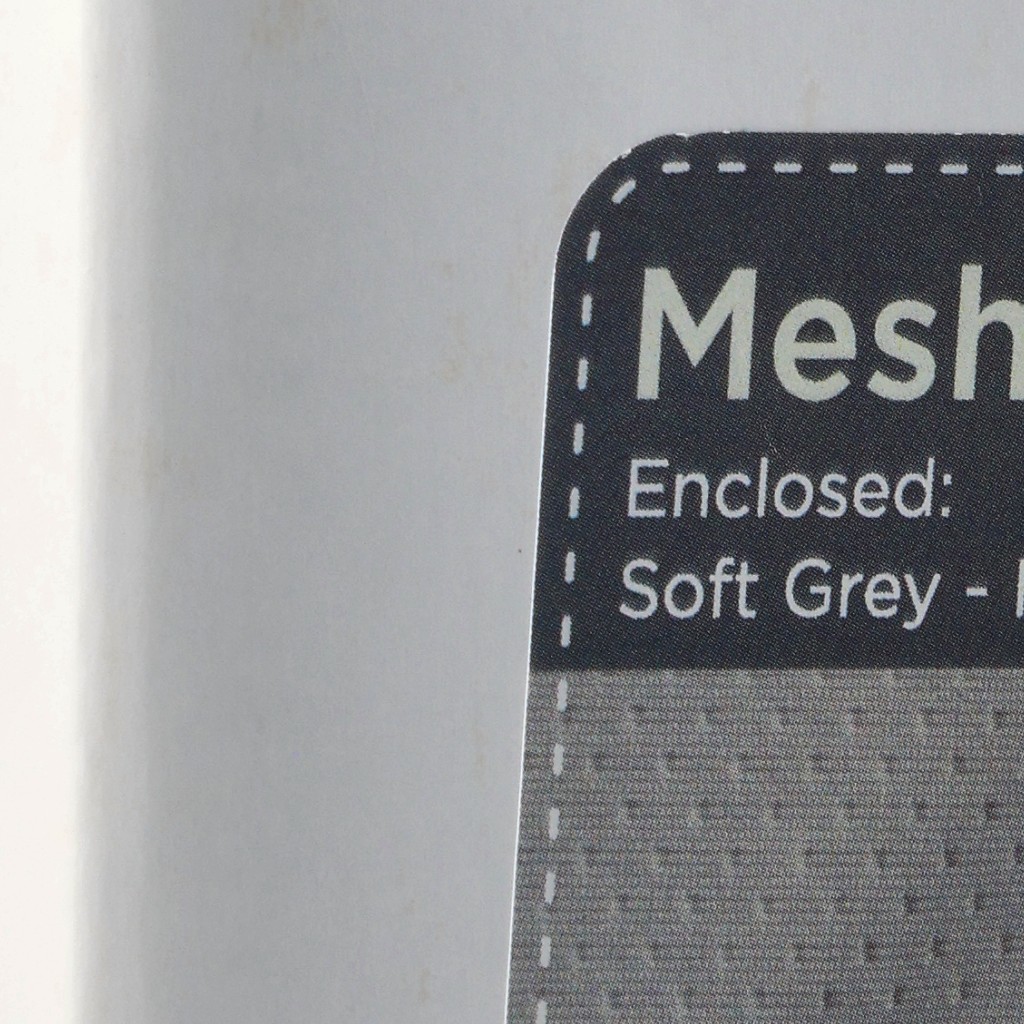 Mesh
Enclosed:
Soft Grey -